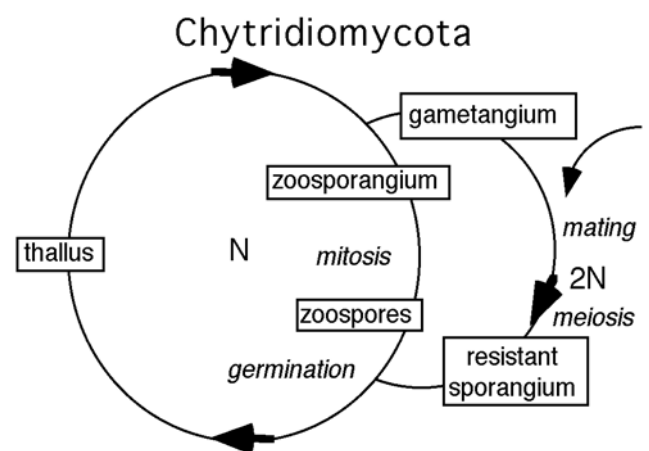 Chytridiomycota
gametangium
zoosporangium
mating
thallus
N
mitosis
2N
zoospores
meiosis
germination
resistant
sporangium